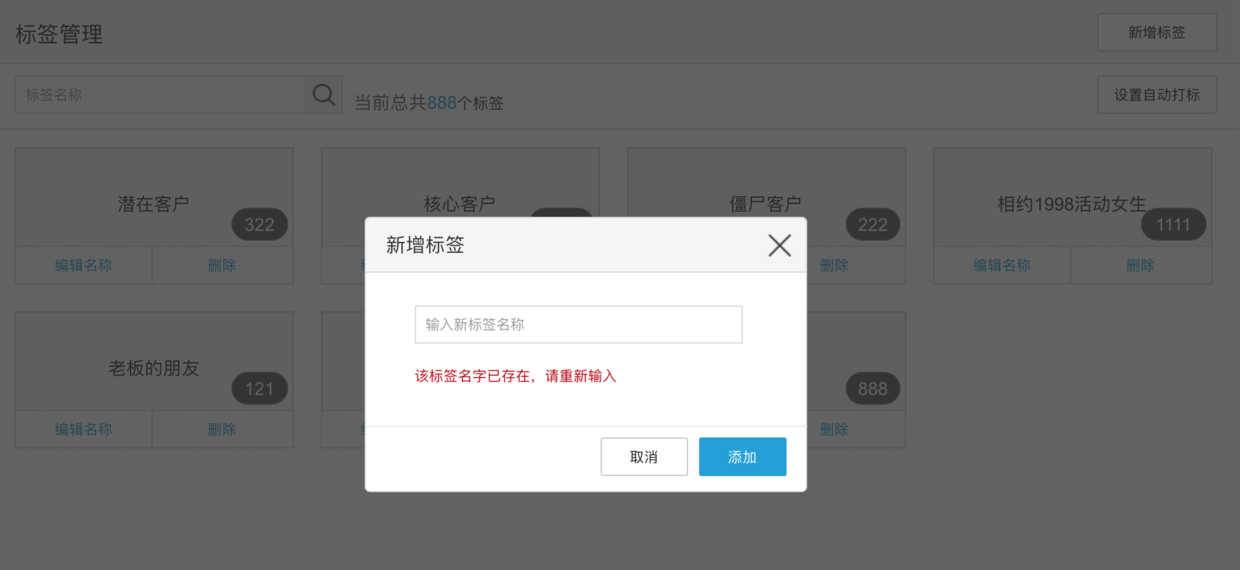 标签管理
新增标签
标签名称
当前总共888个标签
设置自动打标
潜在客户
322
编辑名称
删除
核心客户
僵尸客户
222
删除
相约1998活动女生
1111
编辑名称
删除
新增标签
输入新标签名称
该标签名字已存在，请重新输入
取消
添加
老板的朋友
121
编辑名称
删除
888
删除